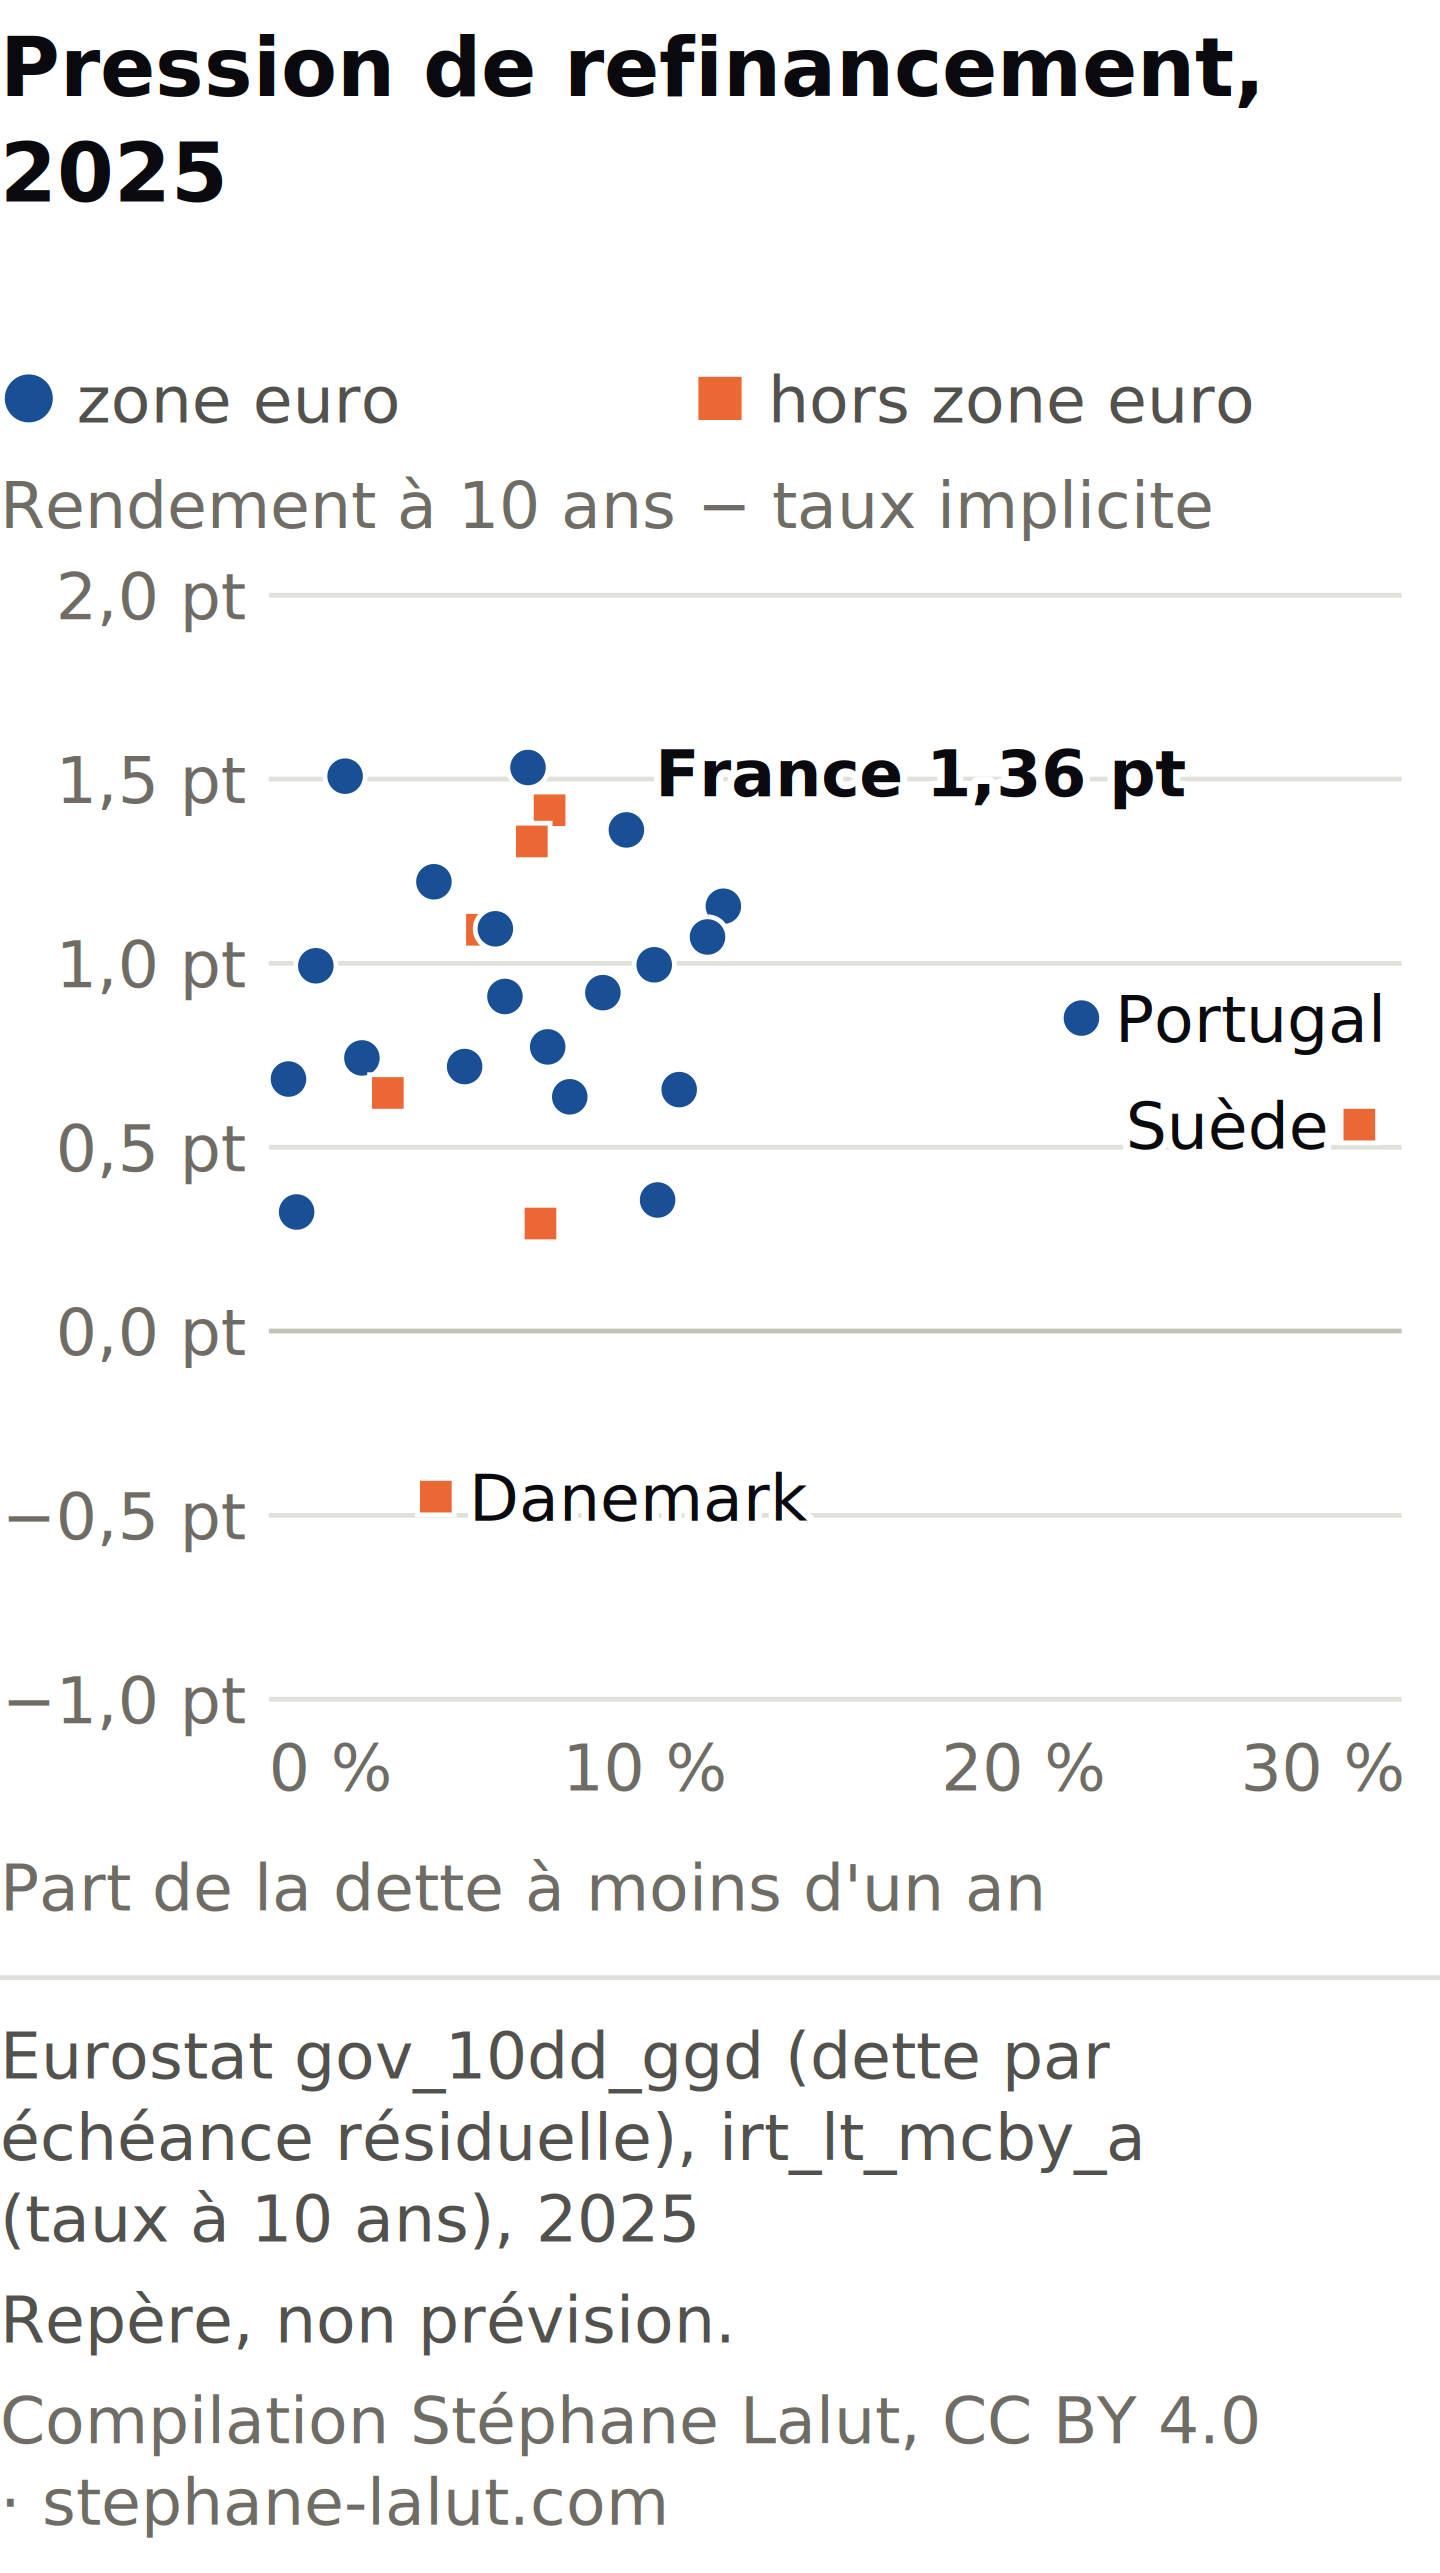 Pression de refinancement,
2025
zone euro
hors zone euro
Rendement à 10 ans − taux implicite
2,0 pt
1,5 pt
France 1,36 pt
1,0 pt
Portugal
Suède
0,5 pt
0,0 pt
−0,5 pt
Danemark
−1,0 pt
0 %
10 %
20 %
30 %
Part de la dette à moins d'un an
Eurostat gov_10dd_ggd (dette par
échéance résiduelle), irt_lt_mcby_a
(taux à 10 ans), 2025
Repère, non prévision.
Compilation Stéphane Lalut, CC BY 4.0
· stephane-lalut.com